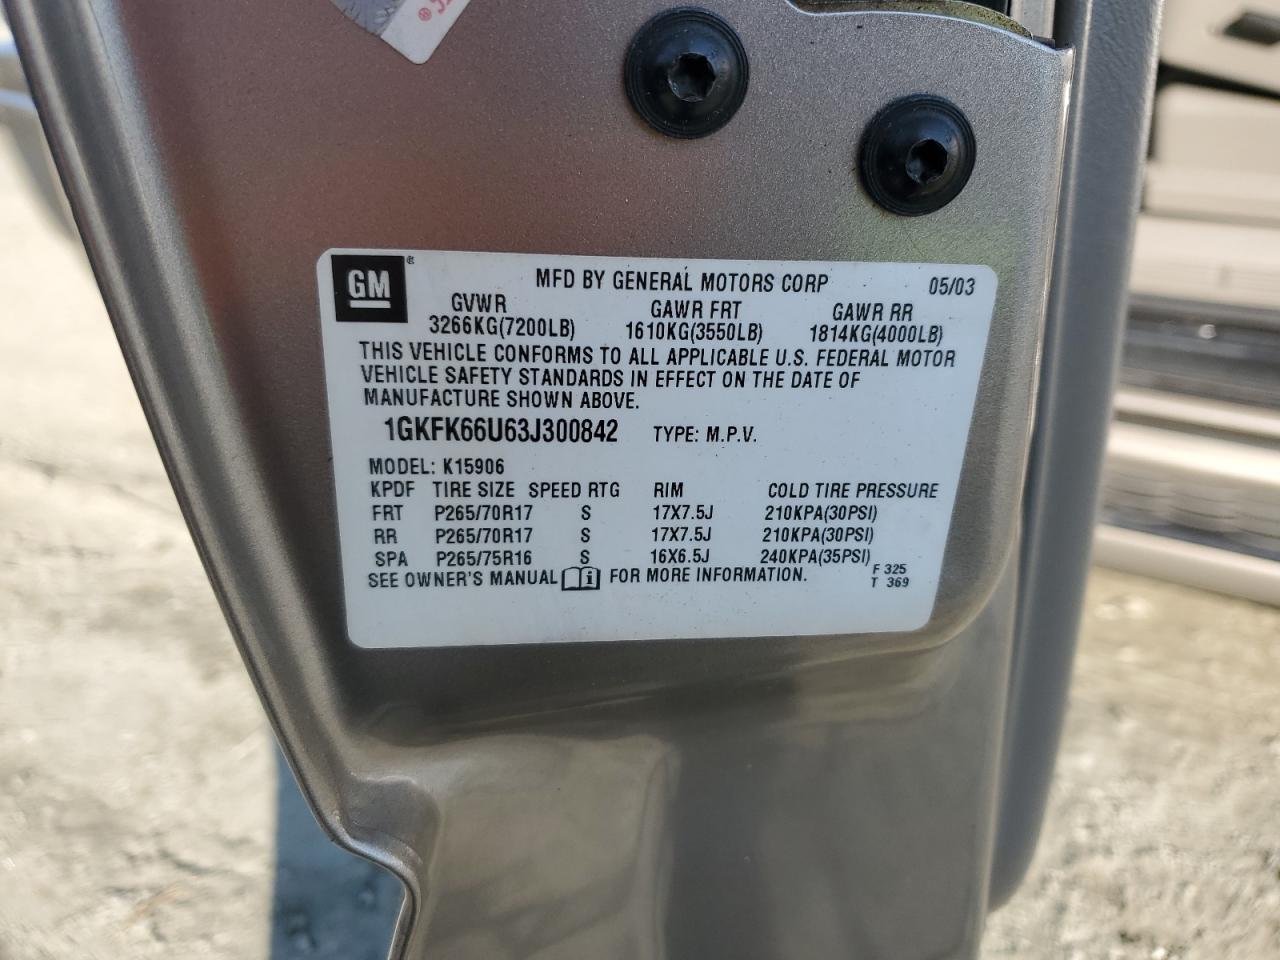 GM ® MFD BY GENERAL MOTORS CORP 05/03
GVWR GAWR FRT GAWR RR
3266KG(7200LB) 1610KG(3550LB) 1814KG(4000LB)
THIS VEHICLE CONFORMS TO ALL APPLICABLE U.S. FEDERAL MOTOR
VEHICLE SAFETY STANDARDS IN EFFECT ON THE DATE OF
MANUFACTURE SHOWN ABOVE.
1GKFK66U63J300842 TYPE: M.P.V.
MODEL: K15906
KPDF TIRE SIZE SPEED RTG RIM COLD TIRE PRESSURE
FRT P265/70R17 S 17X7.5J 210KPA(30PSI)
RR P265/70R17 S 17X7.5J 210KPA(30PSI)
SPA P265/75R16 S 16X6.5J 240KPA(35PSI)
SEE OWNER'S MANUAL i FOR MORE INFORMATION.
F 325
T 369